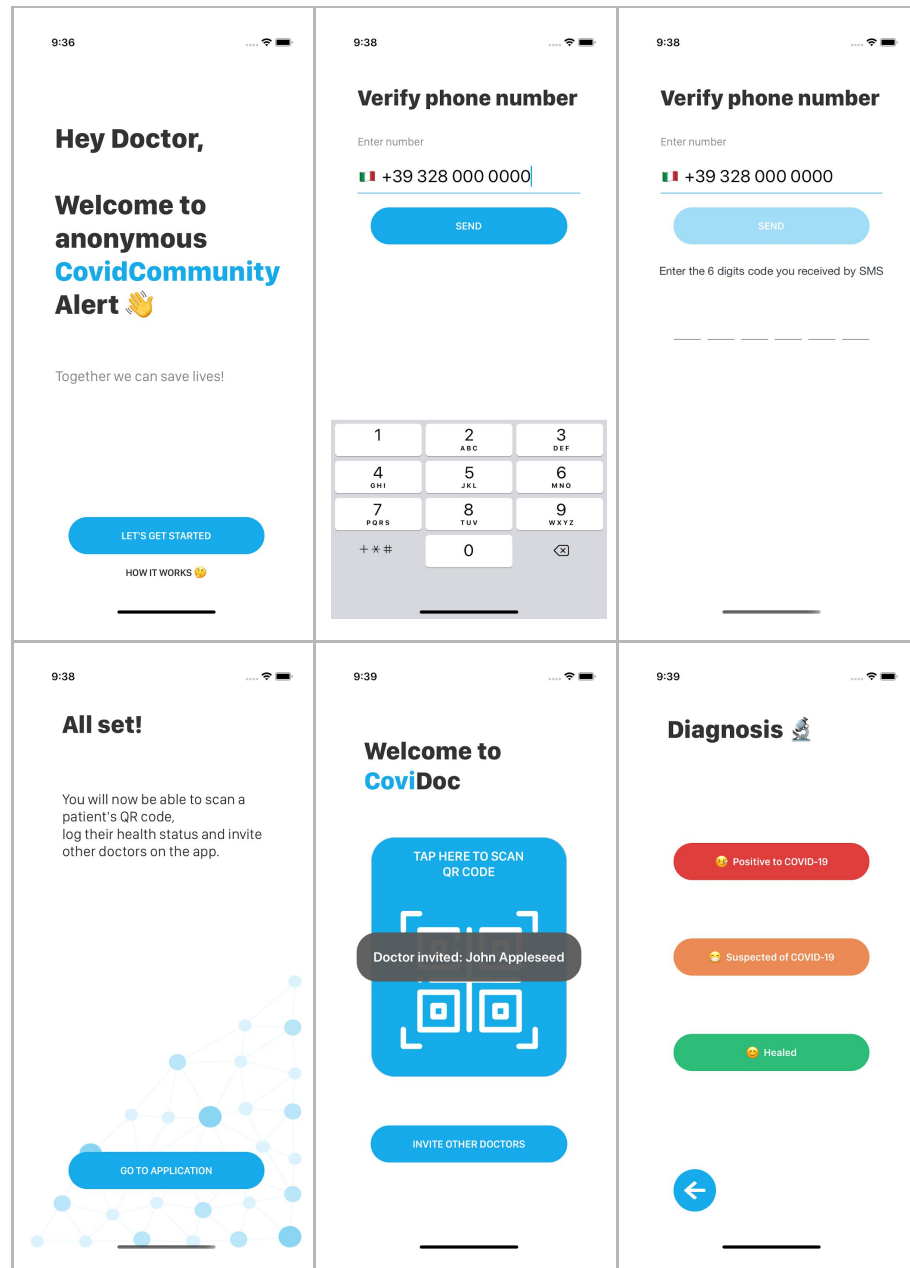 9:36
Hey Doctor,
Welcome to
anonymous
CovidCommunity
Alert 👋
Together we can save lives!
LET'S GET STARTED
HOW IT WORKS 🤔
9:38
Verify phone number
Enter number
🇮🇹 +39 328 000 0000
SEND
1
2
ABC
3
DEF
4
GHI
5
JKL
6
MNO
7
PQRS
8
TUV
9
WXYZ
+*#
0
9:38
Verify phone number
Enter number
🇮🇹 +39 328 000 0000
SEND
Enter the 6 digits code you received by SMS
9:38
All set!
You will now be able to scan a
patient's QR code,
log their health status and invite
other doctors on the app.
GO TO APPLICATION
9:39
Welcome to
CoviDoc
TAP HERE TO SCAN
QR CODE
Doctor invited: John Appleseed
INVITE OTHER DOCTORS
9:39
Diagnosis 🔬
🤒 Positive to COVID-19
😷 Suspected of COVID-19
😊 Healed